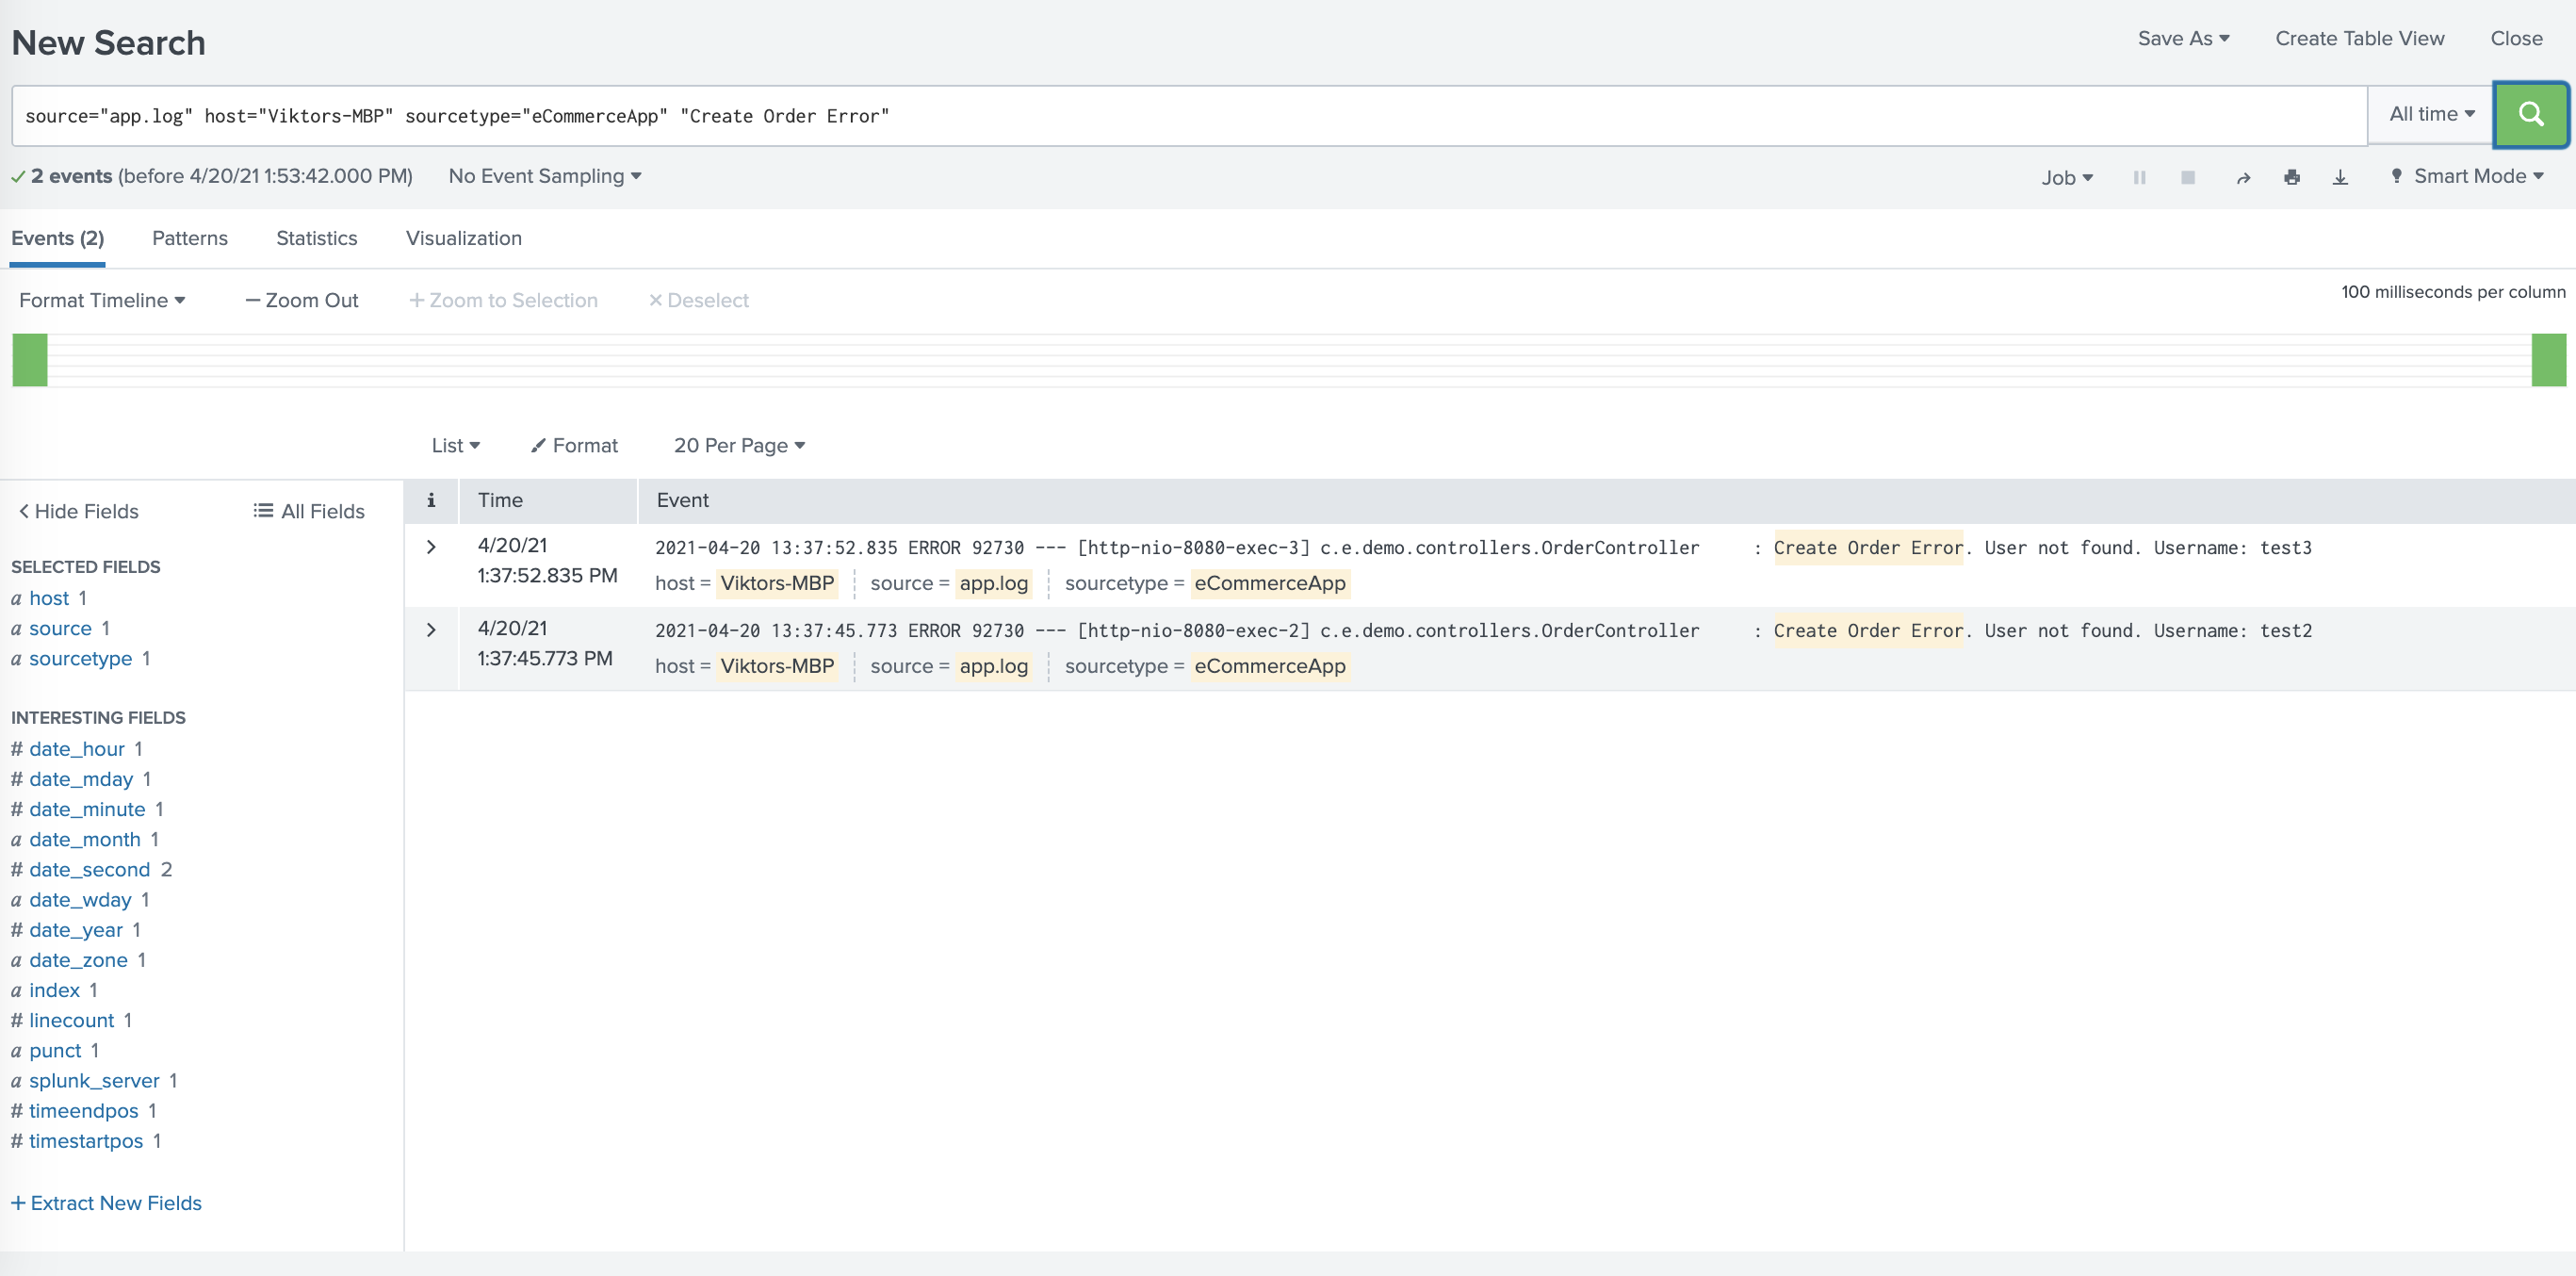 New Search
Save As Create Table View Close
source="app.log" host="Viktors-MBP" sourcetype="eCommerceApp" "Create Order Error"
All time
2 events (before 4/20/21 1:53:42.000 PM) No Event Sampling
Job Smart Mode
Events (2) Patterns Statistics Visualization
Format Timeline — Zoom Out + Zoom to Selection × Deselect
100 milliseconds per column
List Format 20 Per Page
< Hide Fields All Fields
SELECTED FIELDS
a host 1
a source 1
a sourcetype 1
INTERESTING FIELDS
# date_hour 1
# date_mday 1
# date_minute 1
a date_month 1
# date_second 2
a date_wday 1
# date_year 1
a date_zone 1
a index 1
# linecount 1
a punct 1
a splunk_server 1
# timeendpos 1
# timestartpos 1
+ Extract New Fields
i Time Event
> 4/20/21
1:37:52.835 PM
2021-04-20 13:37:52.835 ERROR 92730 --- [http-nio-8080-exec-3] c.e.demo.controllers.OrderController : Create Order Error. User not found. Username: test3
host = Viktors-MBP source = app.log sourcetype = eCommerceApp
> 4/20/21
1:37:45.773 PM
2021-04-20 13:37:45.773 ERROR 92730 --- [http-nio-8080-exec-2] c.e.demo.controllers.OrderController : Create Order Error. User not found. Username: test2
host = Viktors-MBP source = app.log sourcetype = eCommerceApp